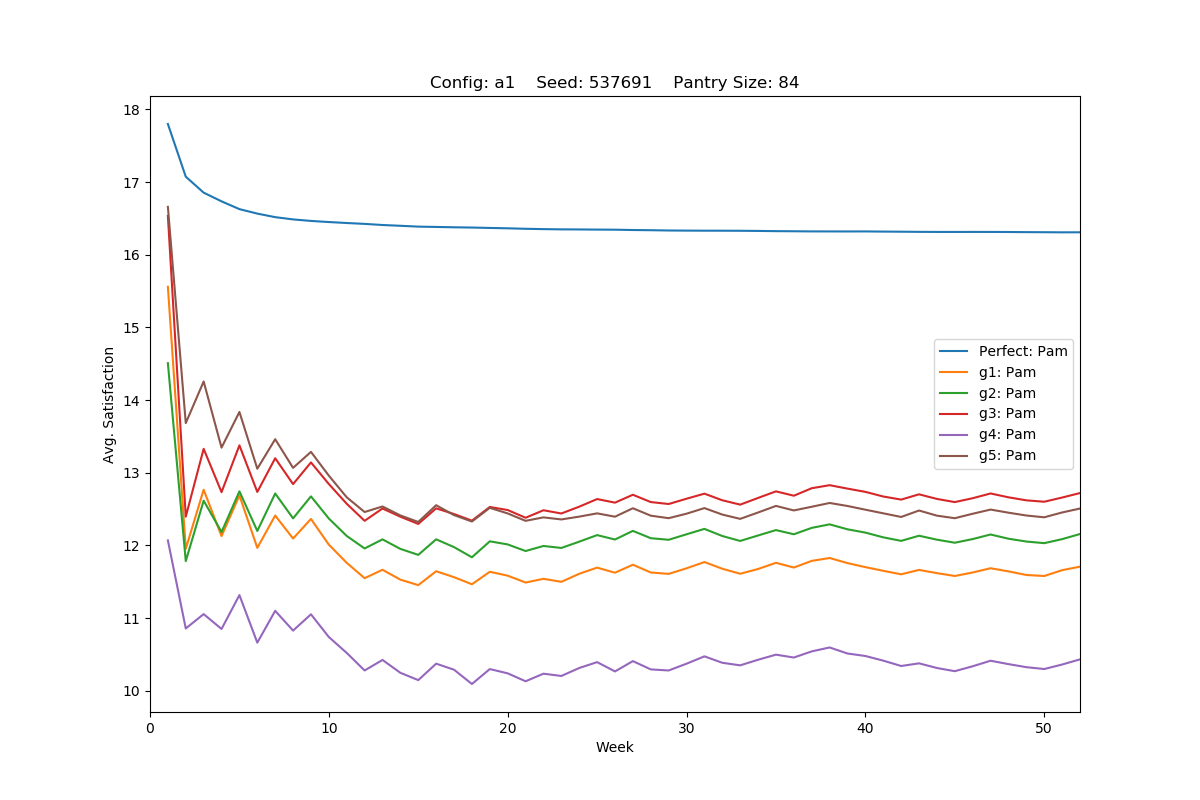 Config: a1    Seed: 537691    Pantry Size: 84
18
17
16
15
14
13
12
11
10
Avg. Satisfaction
Perfect: Pam
g1: Pam
g2: Pam
g3: Pam
g4: Pam
g5: Pam
0 10 20 30 40 50
Week